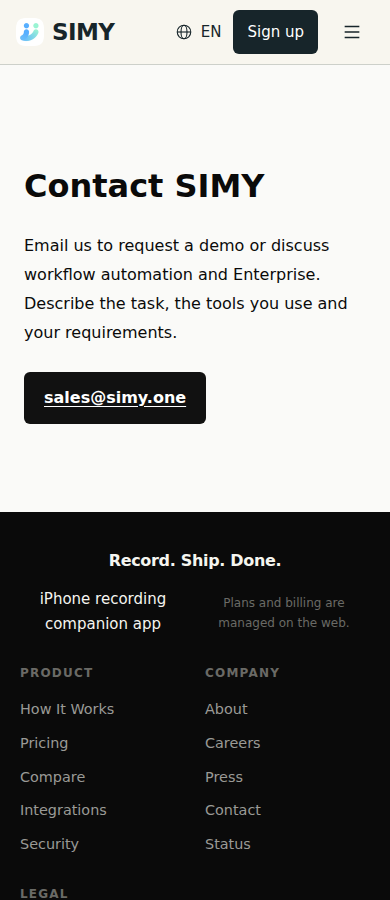 SIMY
EN
Sign up
Contact SIMY
Email us to request a demo or discuss
workflow automation and Enterprise.
Describe the task, the tools you use and
your requirements.
sales@simy.one
Record. Ship. Done.
iPhone recording
companion app
Plans and billing are
managed on the web.
PRODUCT
How It Works
Pricing
Compare
Integrations
Security
COMPANY
About
Careers
Press
Contact
Status
LEGAL